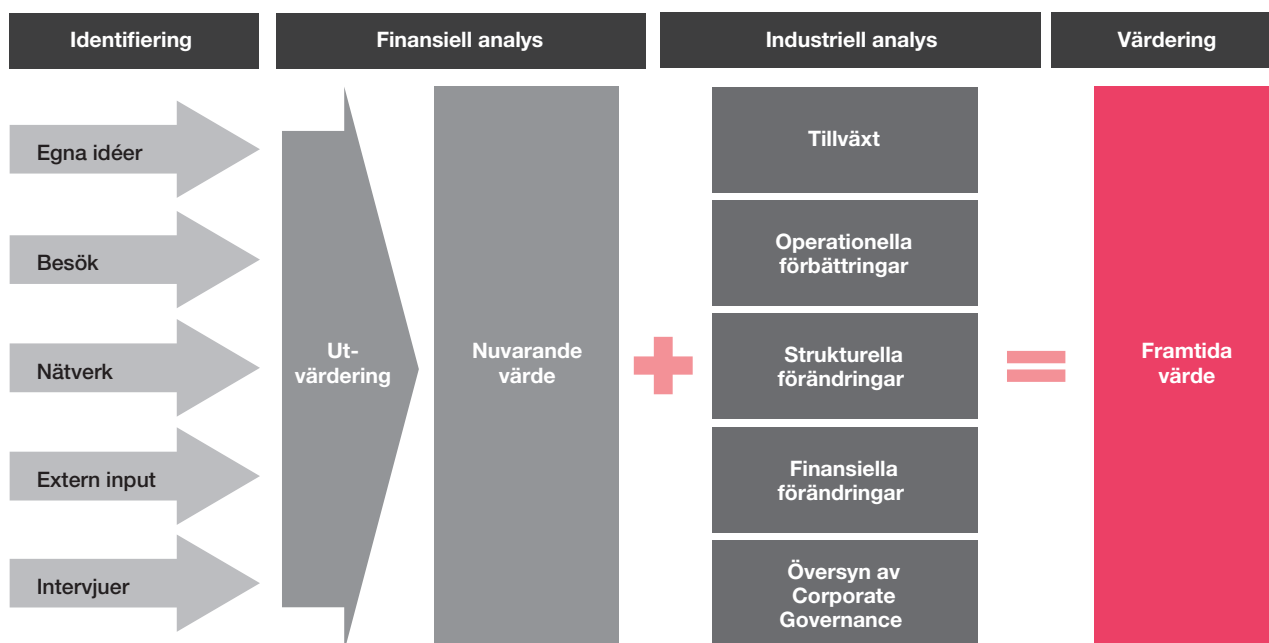 Identifiering
Finansiell analys
Industriell analys
Värdering
Egna idéer
Besök
Nätverk
Extern input
Intervjuer
Ut-
värdering
Nuvarande
värde
Tillväxt
Operationella
förbättringar
Strukturella
förändringar
Finansiella
förändringar
Översyn av
Corporate
Governance
Framtida
värde